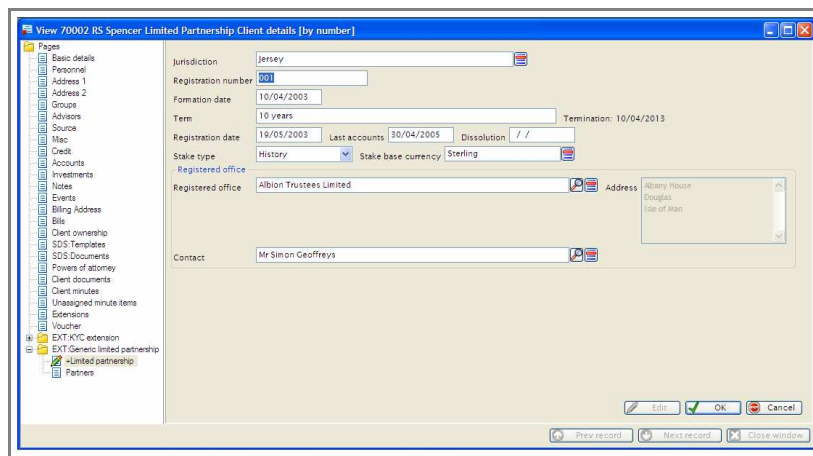 View 70002 RS Spencer Limited Partnership Client details [by number]
Pages
Basic details
Personnel
Address 1
Address 2
Groups
Advisors
Source
Misc
Credit
Accounts
Investments
Notes
Events
Billing Address
Bills
Client ownership
SDS:Templates
SDS:Documents
Powers of attorney
Client documents
Client minutes
Unassigned minute items
Extensions
Voucher
EXT:KYC extension
EXT:Generic limited partnership
+Limited partnership
Partners
Jurisdiction Jersey
Registration number 001
Formation date 10/04/2003
Term 10 years Termination: 10/04/2013
Registration date 19/05/2003 Last accounts 30/04/2005 Dissolution / /
Stake type History Stake base currency Sterling
Registered office
Registered office Albion Trustees Limited Address Albany House
Douglas
Isle of Man
Contact Mr Simon Geoffreys
Edit OK Cancel
Prev record Next record Close window